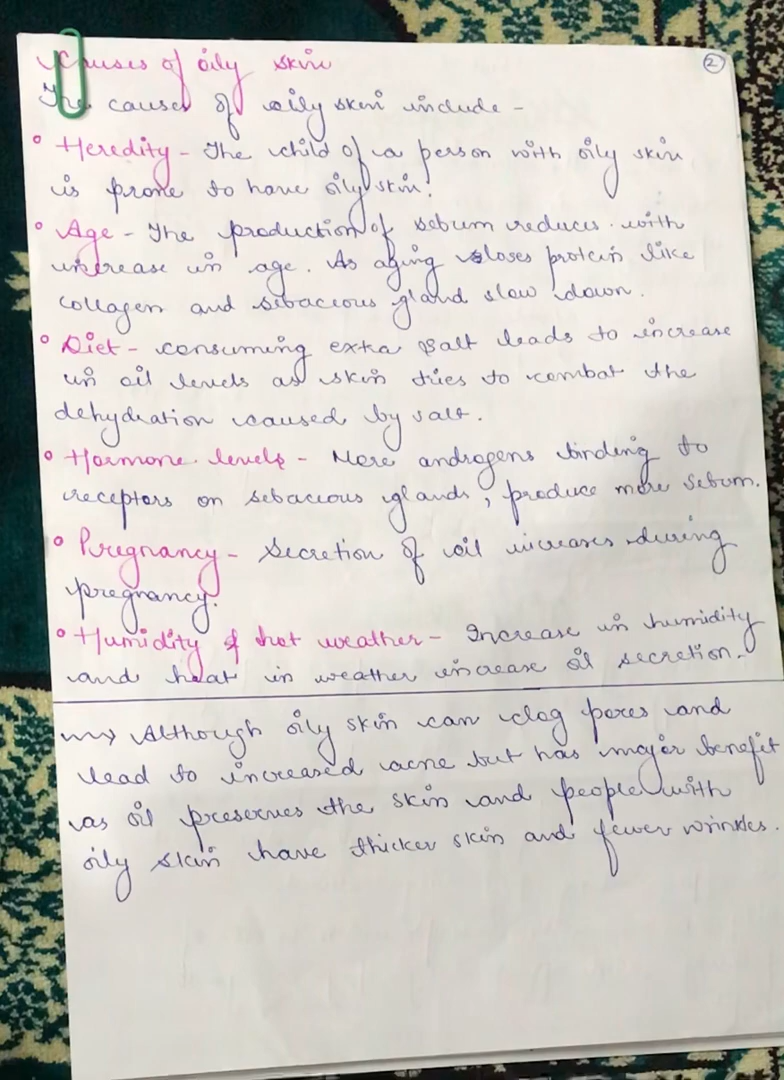 Causes of oily skin
2
The causes of oily skin include -
• Heredity - The child of a person with oily skin
is prone to have oily skin.
• Age - The production of sebum reduces with
increase in age. As aging loses protein like
collagen and sebaceous gland slow down.
• Diet - consuming extra salt leads to increase
in oil levels as skin tries to combat the
dehydration caused by salt.
• Hormone levels - More androgens binding to
receptors on sebaceous glands, produce more sebum.
• Pregnancy - Secretion of oil increases during
pregnancy.
• Humidity & hot weather - Increase in humidity
and heat in weather increase oil secretion.
Although oily skin can clog pores and
lead to increased acne but has major benefit
as oil preserves the skin and people with
oily skin have thicker skin and fewer wrinkles.